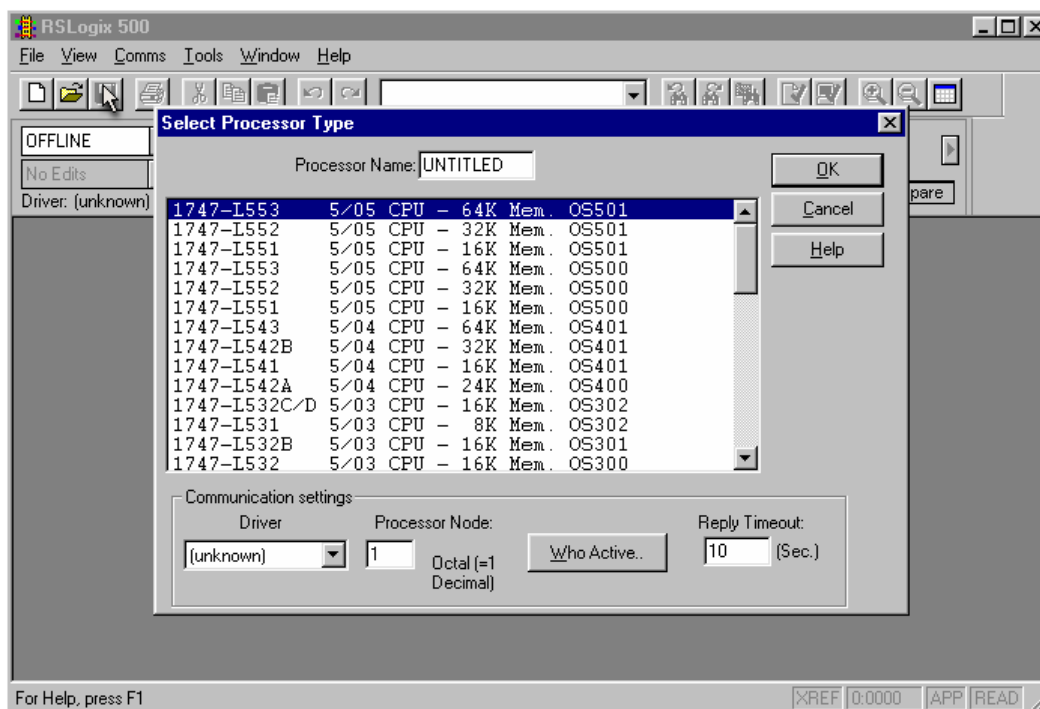 RSLogix 500
File View Comms Tools Window Help
OFFLINE
No Edits
Driver: (unknown)
pare
Select Processor Type
Processor Name: UNTITLED
OK
Cancel
Help
1747-L553 5/05 CPU - 64K Mem. OS501
1747-L552 5/05 CPU - 32K Mem. OS501
1747-L551 5/05 CPU - 16K Mem. OS501
1747-L553 5/05 CPU - 64K Mem. OS500
1747-L552 5/05 CPU - 32K Mem. OS500
1747-L551 5/05 CPU - 16K Mem. OS500
1747-L543 5/04 CPU - 64K Mem. OS401
1747-L542B 5/04 CPU - 32K Mem. OS401
1747-L541 5/04 CPU - 16K Mem. OS401
1747-L542A 5/04 CPU - 24K Mem. OS400
1747-L532C/D 5/03 CPU - 16K Mem. OS302
1747-L531 5/03 CPU - 8K Mem. OS302
1747-L532B 5/03 CPU - 16K Mem. OS301
1747-L532 5/03 CPU - 16K Mem. OS300
Communication settings
Driver Processor Node: Reply Timeout:
(unknown) 1 Octal (=1 Decimal) Who Active.. 10 (Sec.)
For Help, press F1 XREF 0:0000 APP READ